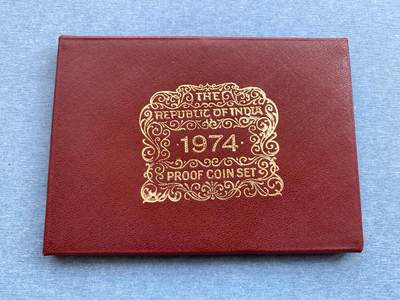 THE
REPUBLIC OF INDIA
· 1974 ·
PROOF COIN SET